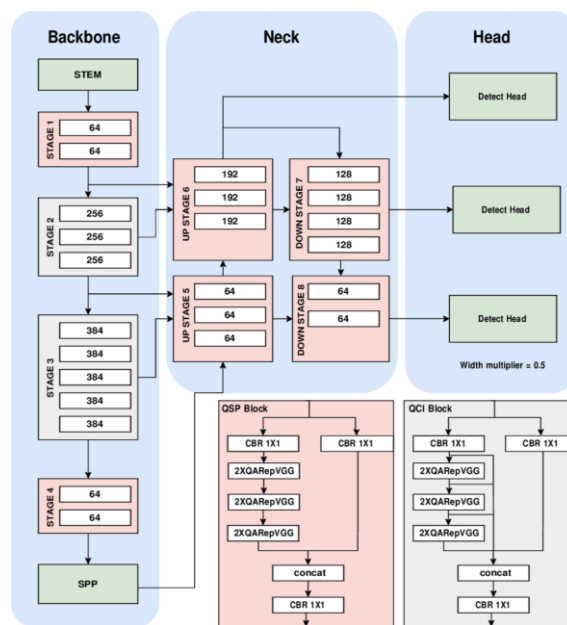 Backbone
Neck
Head
STEM
STAGE 1
64
64
STAGE 2
256
256
256
STAGE 3
384
384
384
384
384
STAGE 4
64
64
SPP
UP STAGE 6
192
192
192
UP STAGE 5
64
64
64
DOWN STAGE 7
128
128
128
128
DOWN STAGE 8
64
64
Detect Head
Detect Head
Detect Head
Width multiplier = 0.5
QSP Block
CBR 1X1
CBR 1X1
2XQARepVGG
2XQARepVGG
2XQARepVGG
concat
CBR 1X1
QCI Block
CBR 1X1
CBR 1X1
2XQARepVGG
2XQARepVGG
2XQARepVGG
concat
CBR 1X1